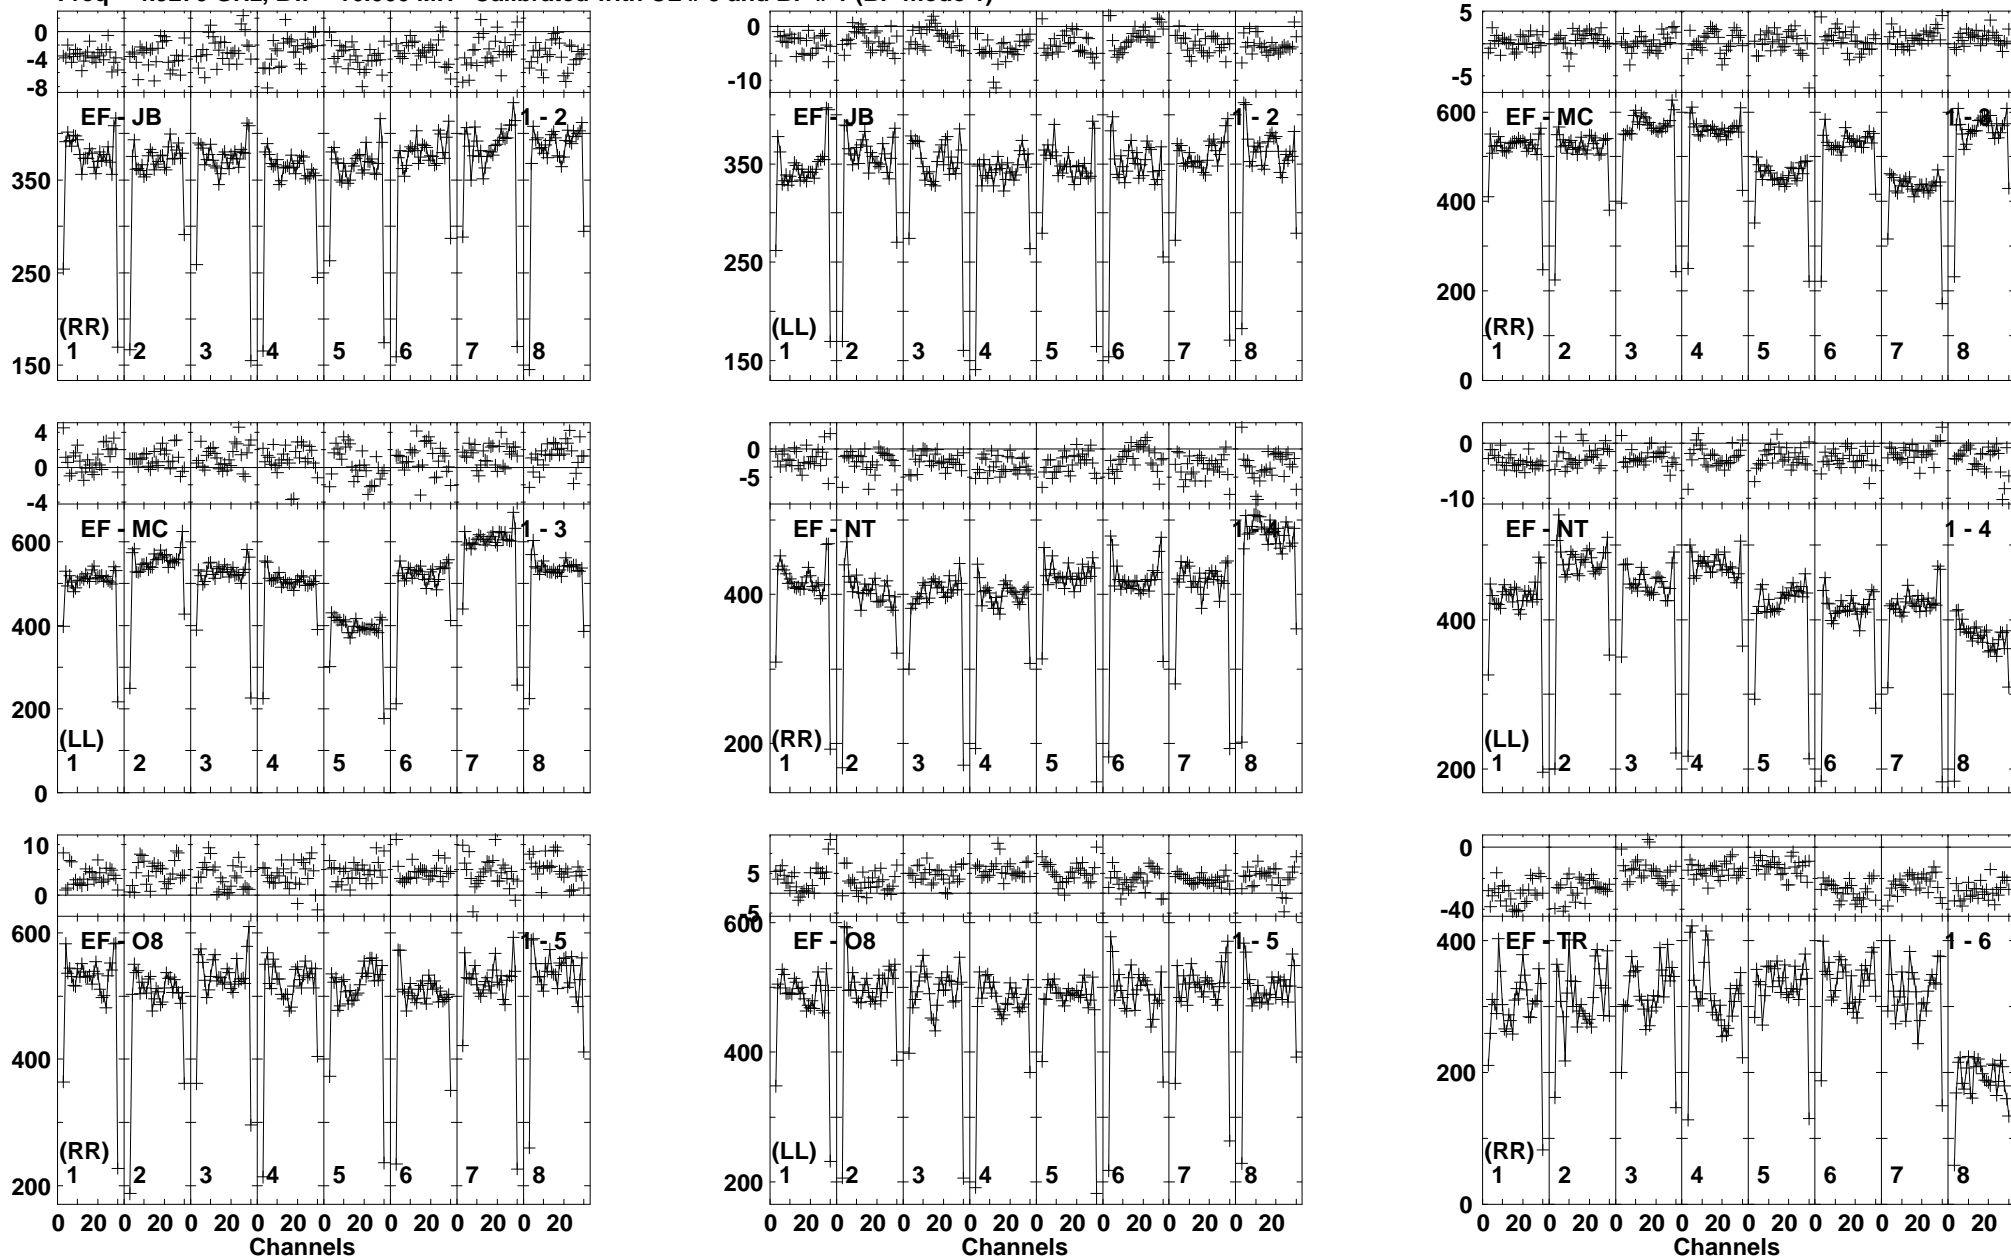 0 -4 -8
EF - JB 1 - 2
350 250 150
(RR)
1 2 3 4 5 6 7 8
0 -10
EF - JB 1 - 2
350 250 150
(LL)
1 2 3 4 5 6 7 8
5 0 -5
EF - MC
600 400 200 0
(RR)
1 2 3 4 5 6 7 8
4 2 0 -4
EF - MC 1 - 3
600 400 200 0
(LL)
1 2 3 4 5 6 7 8
0 -5
EF - NT 1 - 4
400 200
(RR)
1 2 3 4 5 6 7 8
0 -10
EF - NT 1 - 4
400 200
(LL)
1 2 3 4 5 6 7 8
10 5 0
EF - O8 1 - 5
600 400 200
(RR)
1 2 3 4 5 6 7 8
5 -5
EF - O8 1 - 5
600 400 200
(LL)
1 2 3 4 5 6 7 8
0 -40
EF - TR 1 - 6
400 200 0
(RR)
1 2 3 4 5 6 7 8
0 20 0 20 0 20 0 20 0 20 0 20 0 20 0 20
Channels
0 20 0 20 0 20 0 20 0 20 0 20 0 20 0 20
Channels
0 20 0 20 0 20 0 20 0 20 0 20 0 20 0 20
Channels